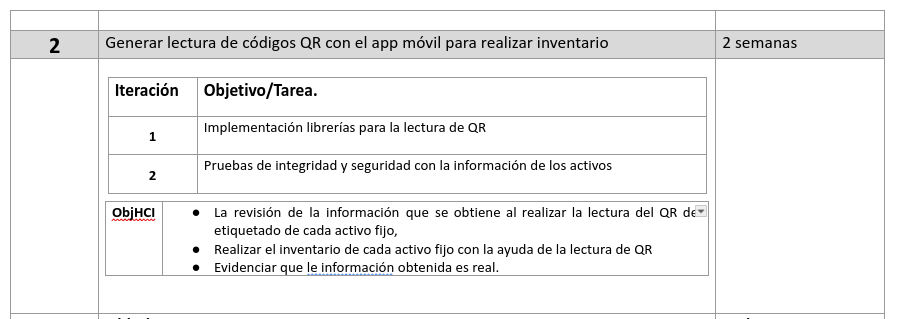 2 Generar lectura de códigos QR con el app móvil para realizar inventario 2 semanas
Iteración Objetivo/Tarea.
1 Implementación librerías para la lectura de QR
2 Pruebas de integridad y seguridad con la información de los activos
ObjHCI ● La revisión de la información que se obtiene al realizar la lectura del QR de
etiquetado de cada activo fijo,
● Realizar el inventario de cada activo fijo con la ayuda de la lectura de QR
● Evidenciar que le información obtenida es real.